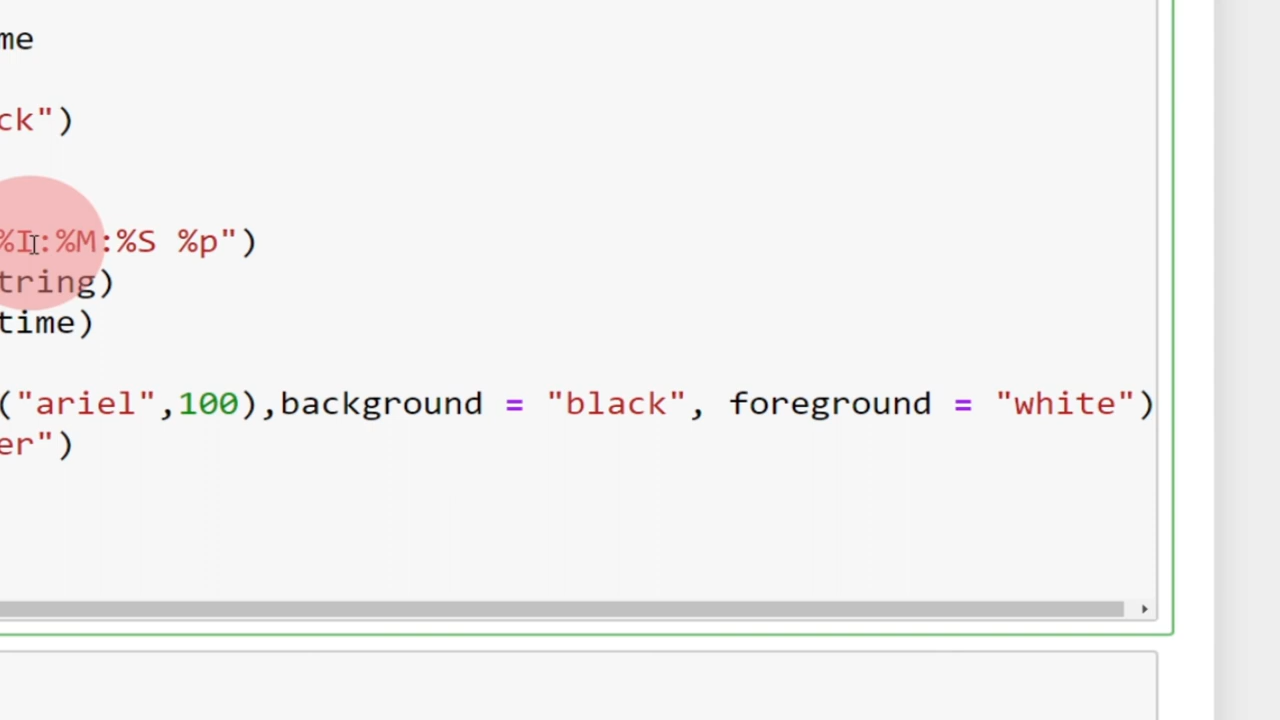 me
ck")
%I:%M:%S %p")
tring)
time)
("ariel",100),background = "black", foreground = "white")
er")